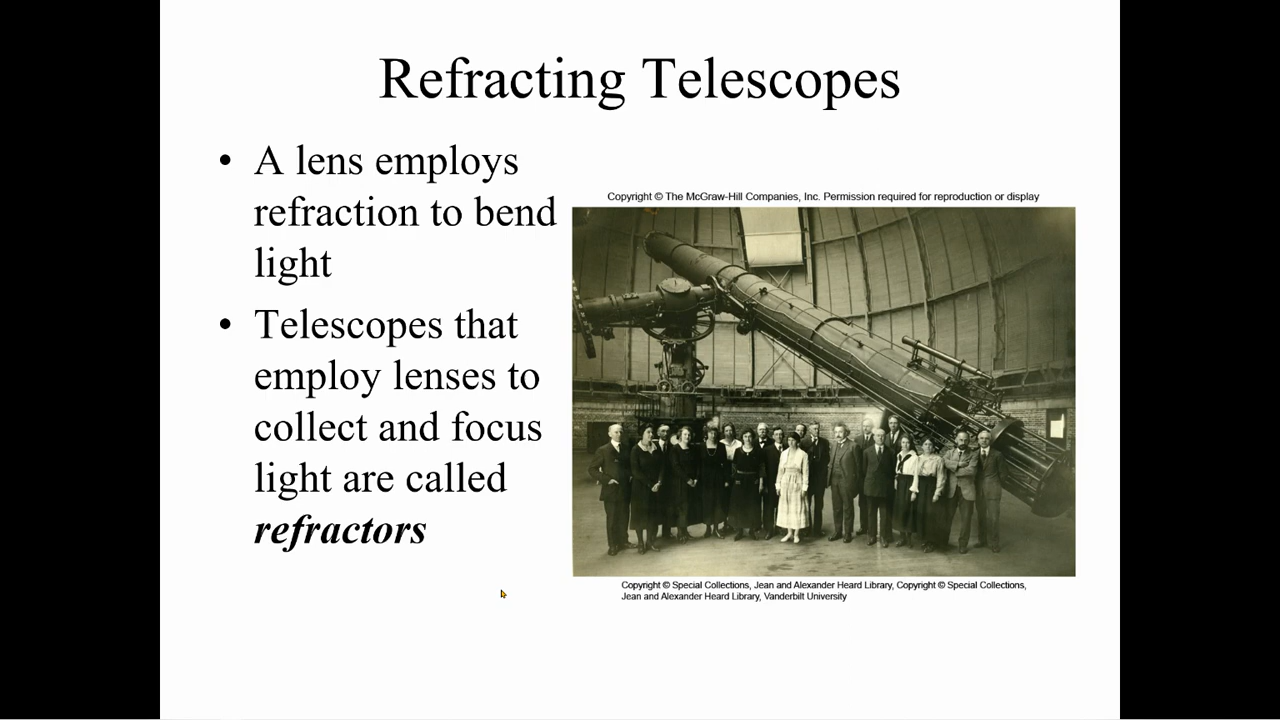 Refracting Telescopes
• A lens employs
refraction to bend
light
• Telescopes that
employ lenses to
collect and focus
light are called
refractors
Copyright © The McGraw-Hill Companies, Inc. Permission required for reproduction or display
Copyright © Special Collections, Jean and Alexander Heard Library, Copyright © Special Collections,
Jean and Alexander Heard Library, Vanderbilt University